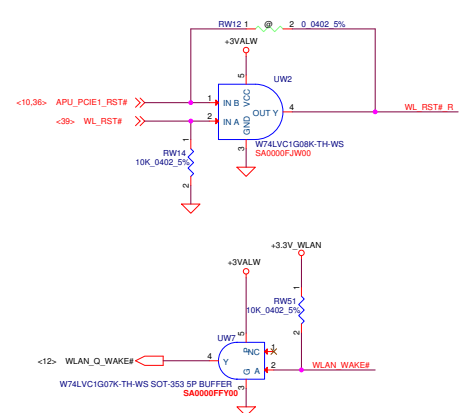 RW12 1 @ 2 0_0402_5%
+3VALW
5
UW2
<10,36> APU_PCIE1_RST# 1 IN B VCC
OUT Y 4 WL_RST#_R
<39> WL_RST# 2 IN A GND
3 W74LVC1G08K-TH-WS
SA0000FJW00
1
RW14
10K_0402_5%
2
+3.3V_WLAN
+3VALW
1
RW51
10K_0402_5%
2
5
UW7
P NC 1
<12> WLAN_Q_WAKE# 4 Y
G A 2 WLAN_WAKE#
3
W74LVC1G07K-TH-WS SOT-353 5P BUFFER
SA0000FFY00